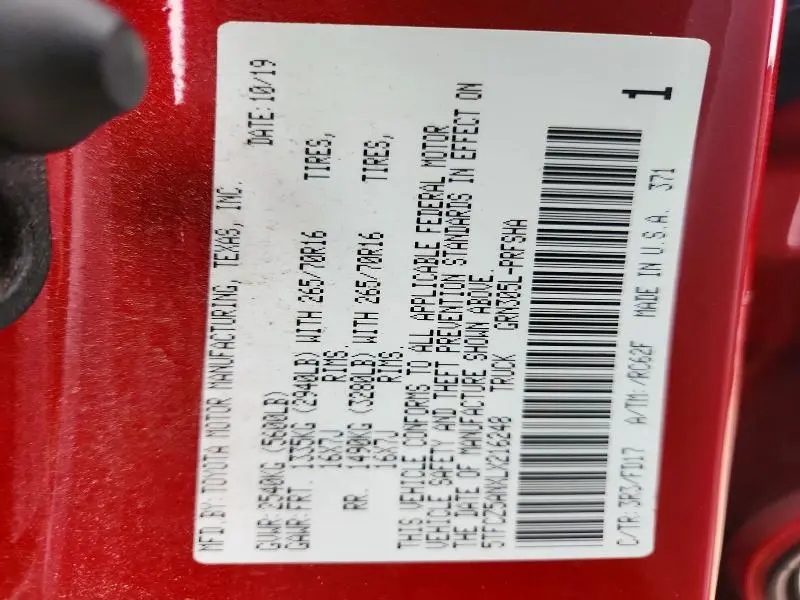 MFD.BY:TOYOTA MOTOR MANUFACTURING, TEXAS, INC. DATE:10/19
GVWR:2540KG (5600LB)
GAWR:FRT. 1335KG (2940LB) WITH 265/70R16 TIRES,
16X7J RIMS.
RR. 1490KG (3280LB) WITH 265/70R16 TIRES,
16X7J RIMS.
THIS VEHICLE CONFORMS TO ALL APPLICABLE FEDERAL MOTOR
VEHICLE SAFETY AND THEFT PREVENTION STANDARDS IN EFFECT ON
THE DATE OF MANUFACTURE SHOWN ABOVE.
TRUCK GRN305L-PRFSHA
C/TR:3R3/FD17 A/TM:/RC62F MADE IN U.S.A. 371
1